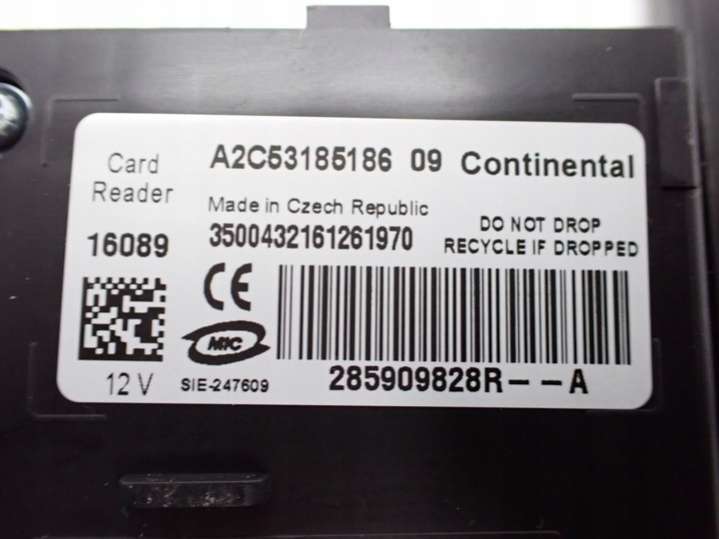 Card Reader
A2C53185186 09 Continental
Made in Czech Republic
16089
3500432161261970
DO NOT DROP
RECYCLE IF DROPPED
CE
MIC
12 V
SIE-247609
285909828R--A